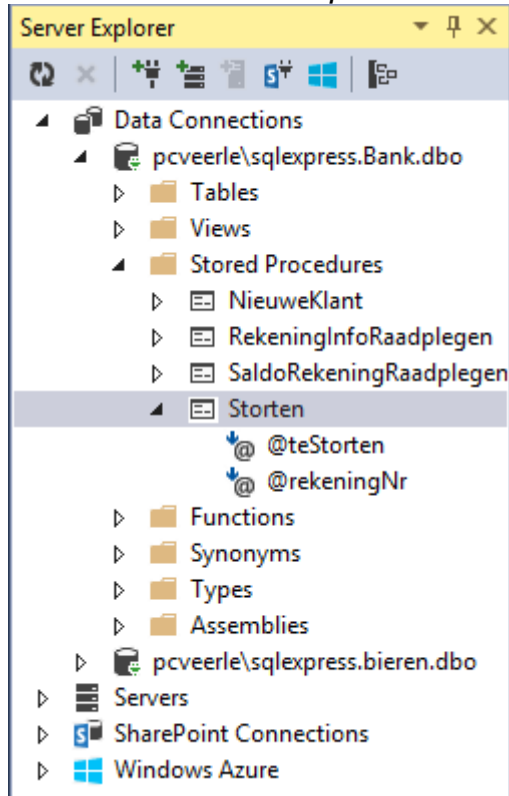 Server Explorer
Data Connections
pcveerle\sqlexpress.Bank.dbo
Tables
Views
Stored Procedures
NieuweKlant
RekeningInfoRaadplegen
SaldoRekeningRaadplegen
Storten
@teStorten
@rekeningNr
Functions
Synonyms
Types
Assemblies
pcveerle\sqlexpress.bieren.dbo
Servers
SharePoint Connections
Windows Azure